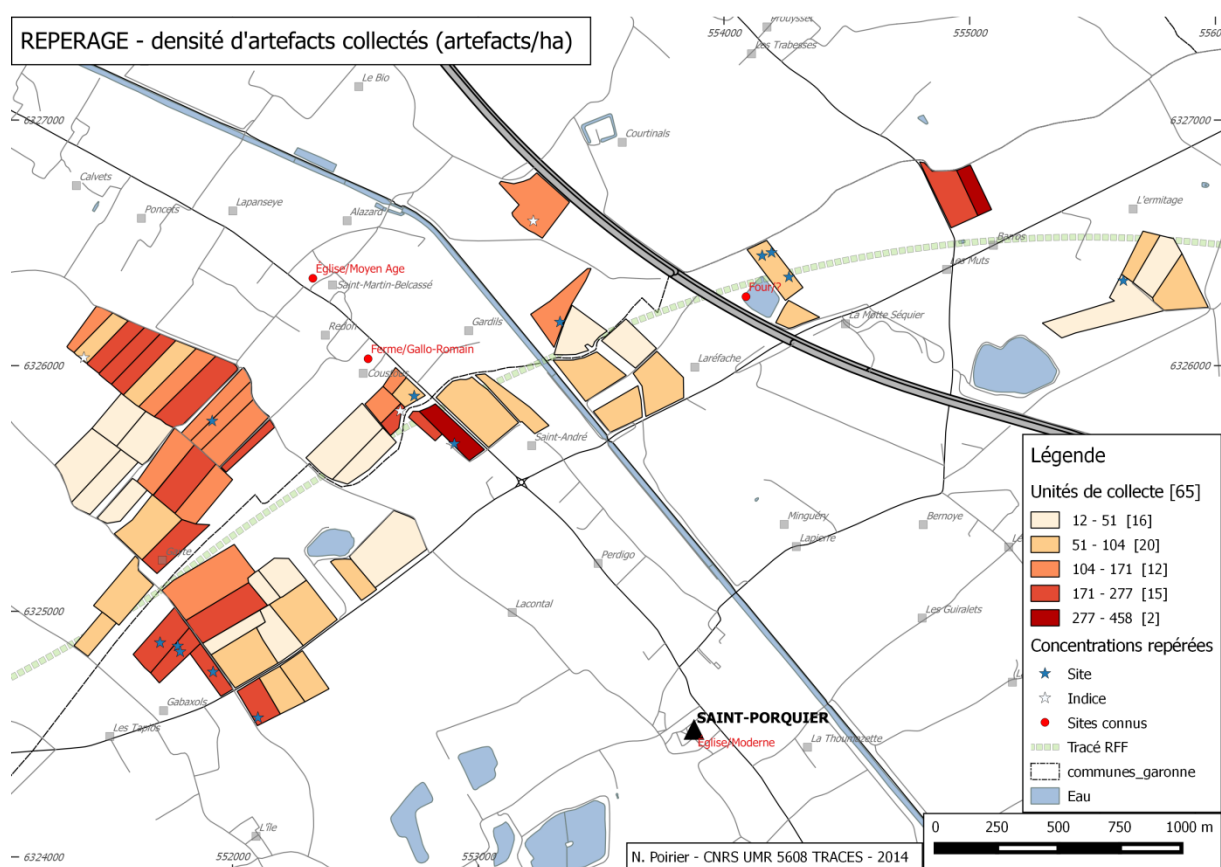 REPERAGE - densité d'artefacts collectés (artefacts/ha)
554000
555000
Prouysses
Les Trabesses
Le Bio
6327000
6327000
Courtinals
Calvets
Lapanseye
Poncets
Alazard
L'ermitage
Barros
Les Muts
Eglise/Moyen Age
Saint-Martin-Belcassé
Four/?
La Motte Séquier
Redon
Gardils
Ferme/Gallo-Romain
6326000
Laréfache
6326000
Saint-André
Minguéry
Bernoye
Lapierre
Perdigo
6325000
Lacontal
Les Guiralets
Gabaxols
Les Tapios
SAINT-PORQUIER
Eglise/Moderne
La Thoumazette
L'île
6324000
552000
553000
Légende
Unités de collecte [65]
12 - 51 [16]
51 - 104 [20]
104 - 171 [12]
171 - 277 [15]
277 - 458 [2]
Concentrations repérées
Site
Indice
Sites connus
Tracé RFF
communes_garonne
Eau
0 250 500 750 1000 m
N. Poirier - CNRS UMR 5608 TRACES - 2014